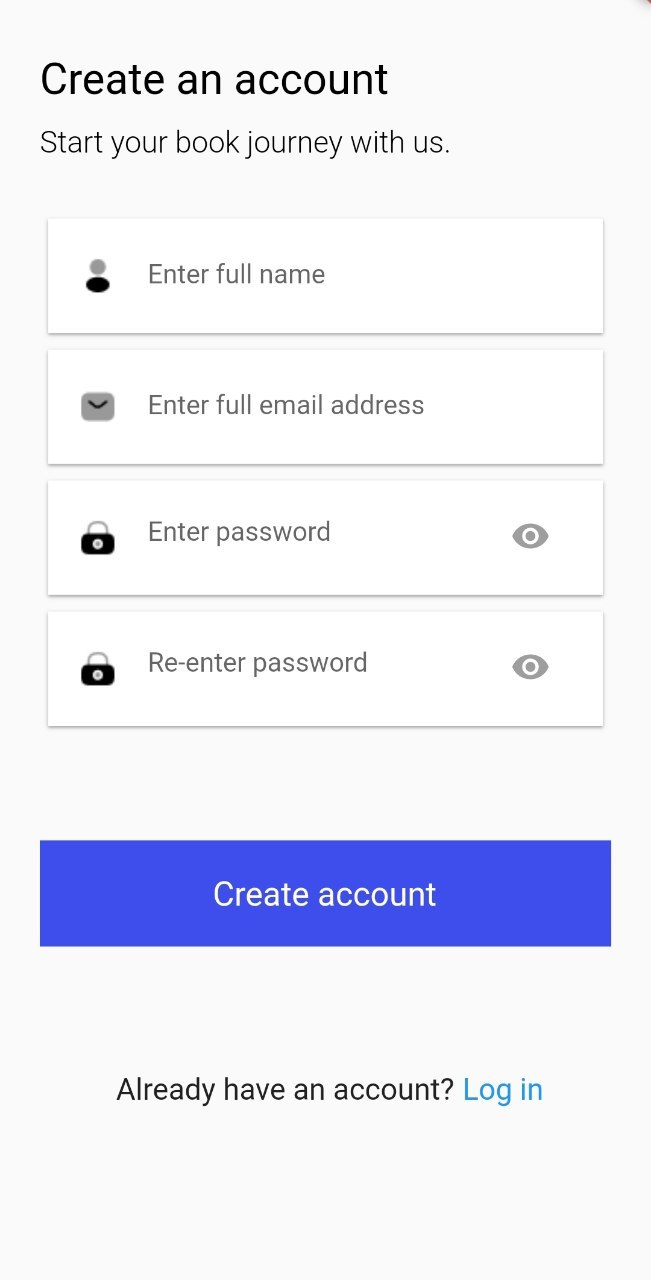 Create an account
Start your book journey with us.
Enter full name
Enter full email address
Enter password
Re-enter password
Create account
Already have an account? Log in